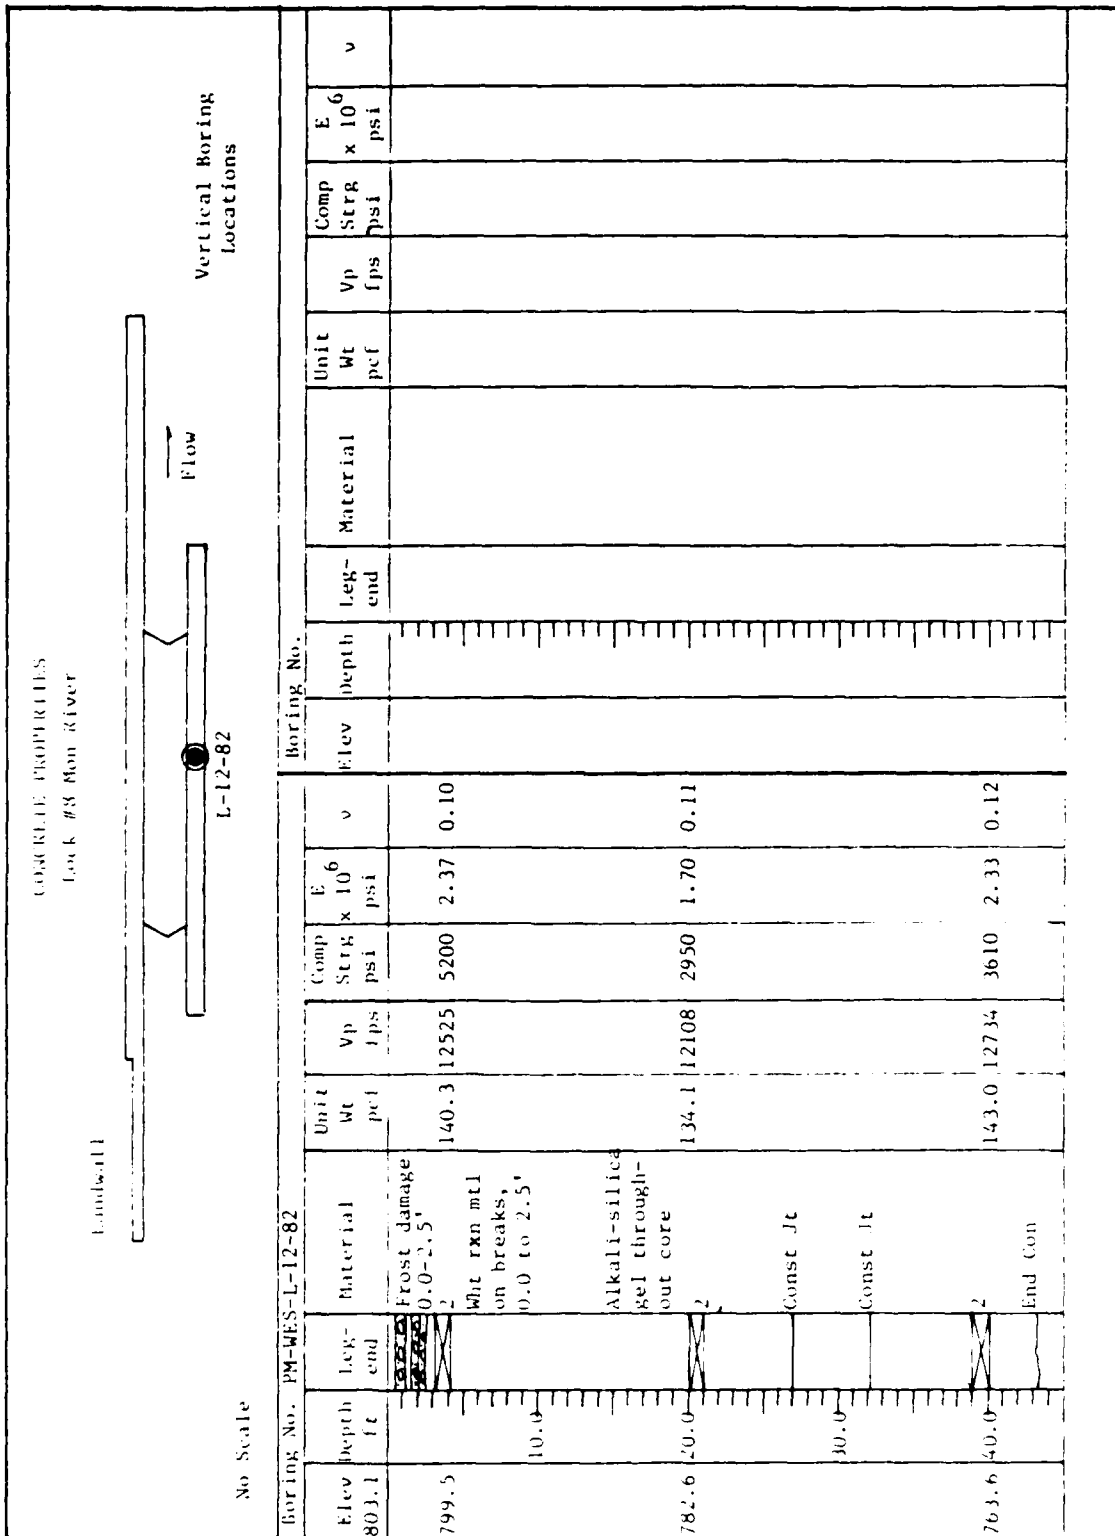 CONCRETE PROPERTIES
Lock #8 Mon River
Landwall
Flow
Vertical Boring
Locations
L-12-82
No Scale
Boring No. PM-WES-L-12-82
Boring No.
Elev Depth ft Leg-end Material Unit Wt pcf Vp fps Comp Strg psi E x 10^6 psi ν
Elev Depth Leg-end Material Unit Wt pcf Vp fps Comp Strg psi E x 10^6 psi ν
803.1 Frost damage
0.0-2.5'
799.5 2 140.3 12525 5200 2.37 0.10
Wht rxn mtl
on breaks,
0.0 to 2.5'
10.0
Alkali-silica
gel through-
out core
782.6 20.0 2 134.1 12108 2950 1.70 0.11
Const Jt
30.0
Const Jt
763.6 40.0 2 143.0 12734 3610 2.33 0.12
End Con